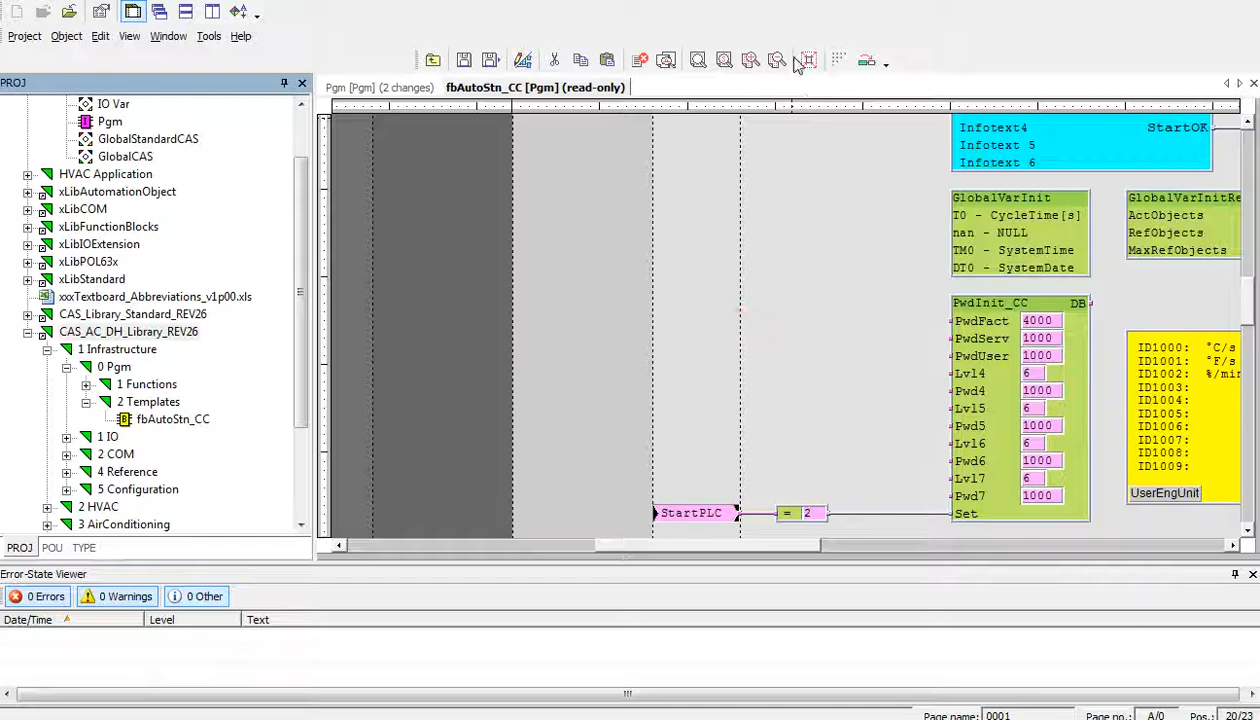 Project Object Edit View Window Tools Help
PROJ
IO Var
Pgm
GlobalStandardCAS
GlobalCAS
HVAC Application
xLibAutomationObject
xLibCOM
xLibFunctionBlocks
xLibIOExtension
xLibPOL63x
xLibStandard
xxxTextboard_Abbreviations_v1p00.xls
CAS_Library_Standard_REV26
CAS_AC_DH_Library_REV26
1 Infrastructure
0 Pgm
1 Functions
2 Templates
fbAutoStn_CC
1 IO
2 COM
4 Reference
5 Configuration
2 HVAC
3 AirConditioning
PROJ POU TYPE
Pgm [Pgm] (2 changes) fbAutoStn_CC [Pgm] (read-only)
Infotext4 StartOK
Infotext 5
Infotext 6
GlobalVarInit
T0 - CycleTime[s]
nan - NULL
TM0 - SystemTime
DT0 - SystemDate
GlobalVarInitRe
ActObjects
RefObjects
MaxRefObjects
PwdInit_CC DB
PwdFact 4000
PwdServ 1000
PwdUser 1000
Lvl4 6
Pwd4 1000
Lvl5 6
Pwd5 1000
Lvl6 6
Pwd6 1000
Lvl7 6
Pwd7 1000
Set
StartPLC = 2
ID1000: °C/s
ID1001: °F/s
ID1002: %/min
ID1003:
ID1004:
ID1005:
ID1006:
ID1007:
ID1008:
ID1009:
UserEngUnit
Error-State Viewer
0 Errors 0 Warnings 0 Other
Date/Time Level Text
Page name: 0001 Page no.: A/0 Pos.: 20/23